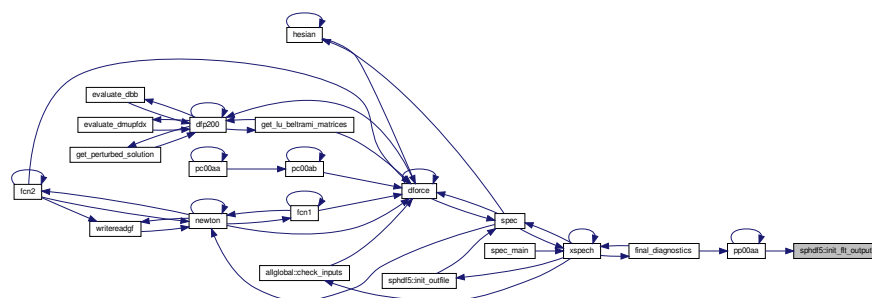 hesian
evaluate_dbb
evaluate_dmupfdx
dfp200
get_lu_beltrami_matrices
get_perturbed_solution
pc00aa
pc00ab
fcn2
dforce
fcn1
newton
writereadgf
spec
spec_main
xspech
final_diagnostics
pp00aa
sphdf5::init_flt_output
allglobal::check_inputs
sphdf5::init_outfile